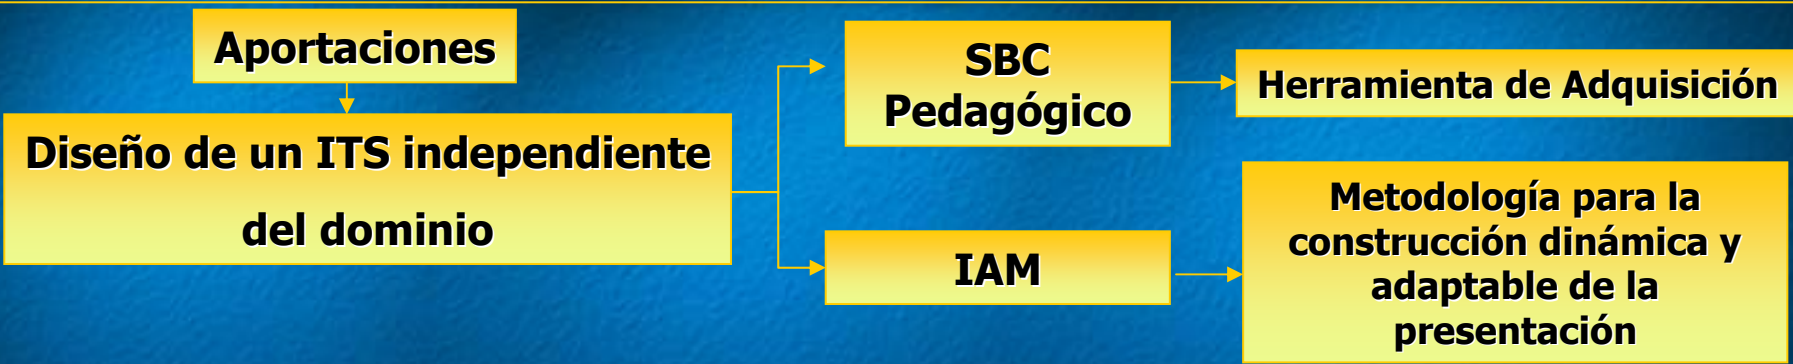 Aportaciones
Diseño de un ITS independiente
del dominio
SBC
Pedagógico
Herramienta de Adquisición
IAM
Metodología para la
construcción dinámica y
adaptable de la
presentación